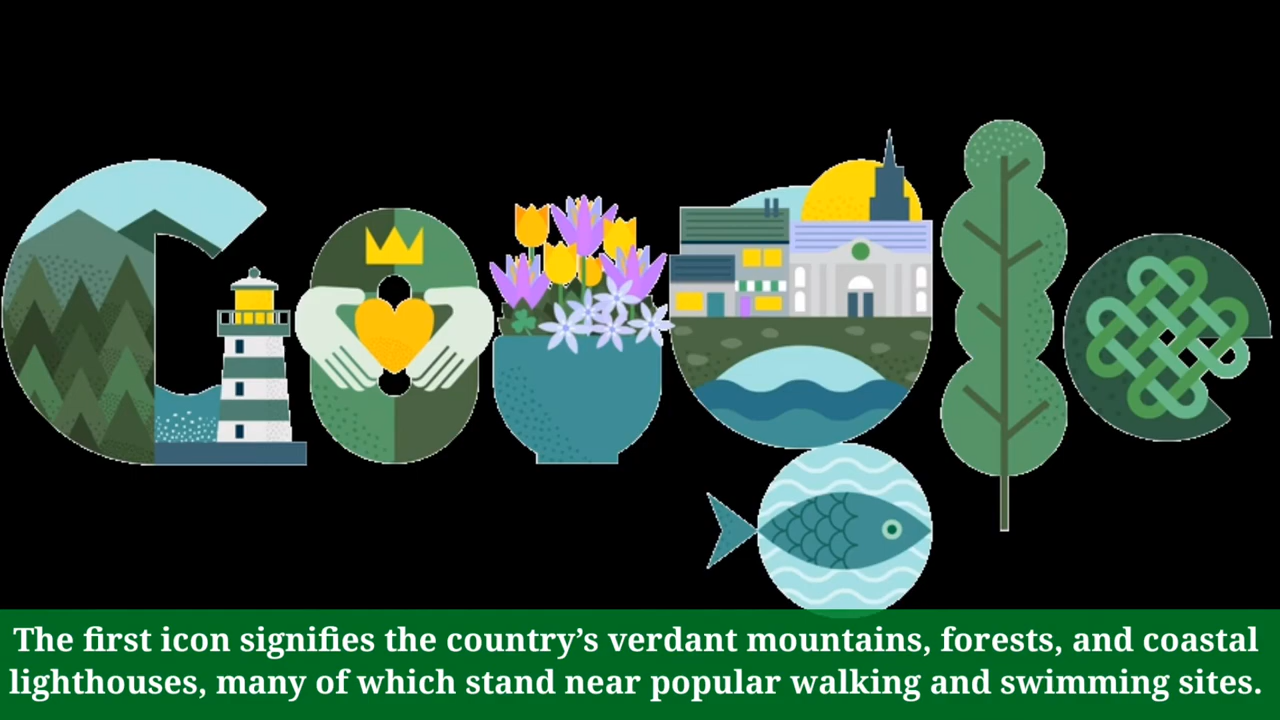 Google
The first icon signifies the country’s verdant mountains, forests, and coastal
lighthouses, many of which stand near popular walking and swimming sites.